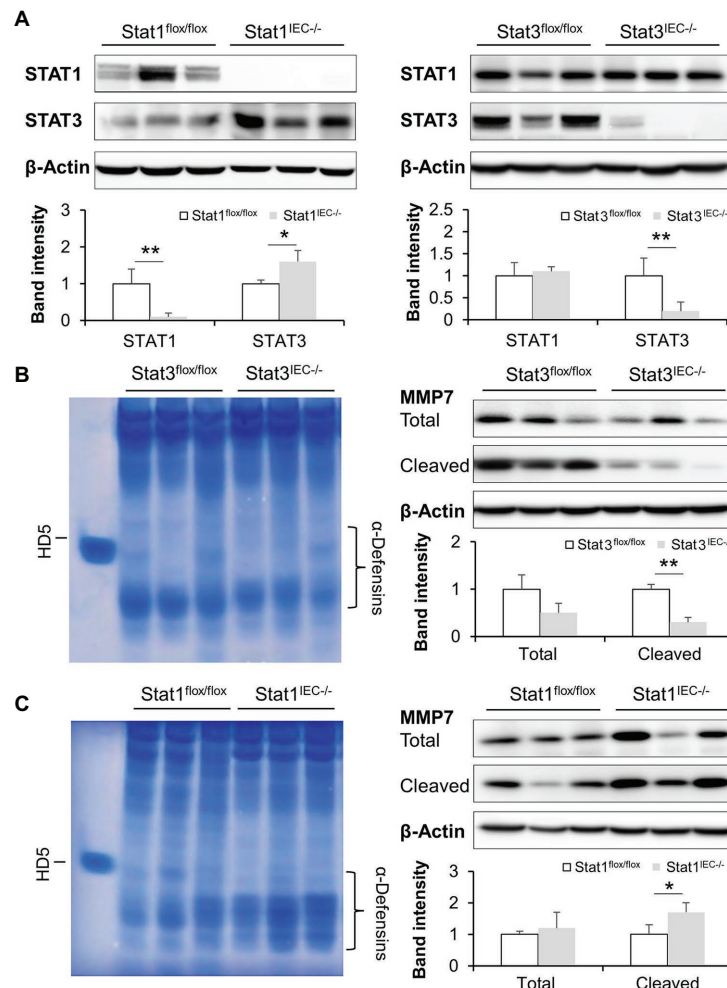 A
Stat1flox/flox Stat1IEC-/-
STAT1
STAT3
β-Actin
Band intensity
3
2
1
0
Stat1flox/flox Stat1IEC-/-
**
*
STAT1 STAT3
Stat3flox/flox Stat3IEC-/-
STAT1
STAT3
β-Actin
Band intensity
2.5
2
1.5
1
0.5
0
Stat3flox/flox Stat3IEC-/-
**
STAT1 STAT3
B
Stat3flox/flox Stat3IEC-/-
HD5
α-Defensins
Stat3flox/flox Stat3IEC-/-
MMP7
Total
Cleaved
β-Actin
Band intensity
2
1
0
Stat3flox/flox Stat3IEC-/
**
Total Cleaved
C
Stat1flox/flox Stat1IEC-/-
HD5
α-Defensins
Stat1flox/flox Stat1IEC-/-
MMP7
Total
Cleaved
β-Actin
Band intensity
3
2
1
0
Stat1flox/flox Stat1IEC-/-
*
Total Cleaved